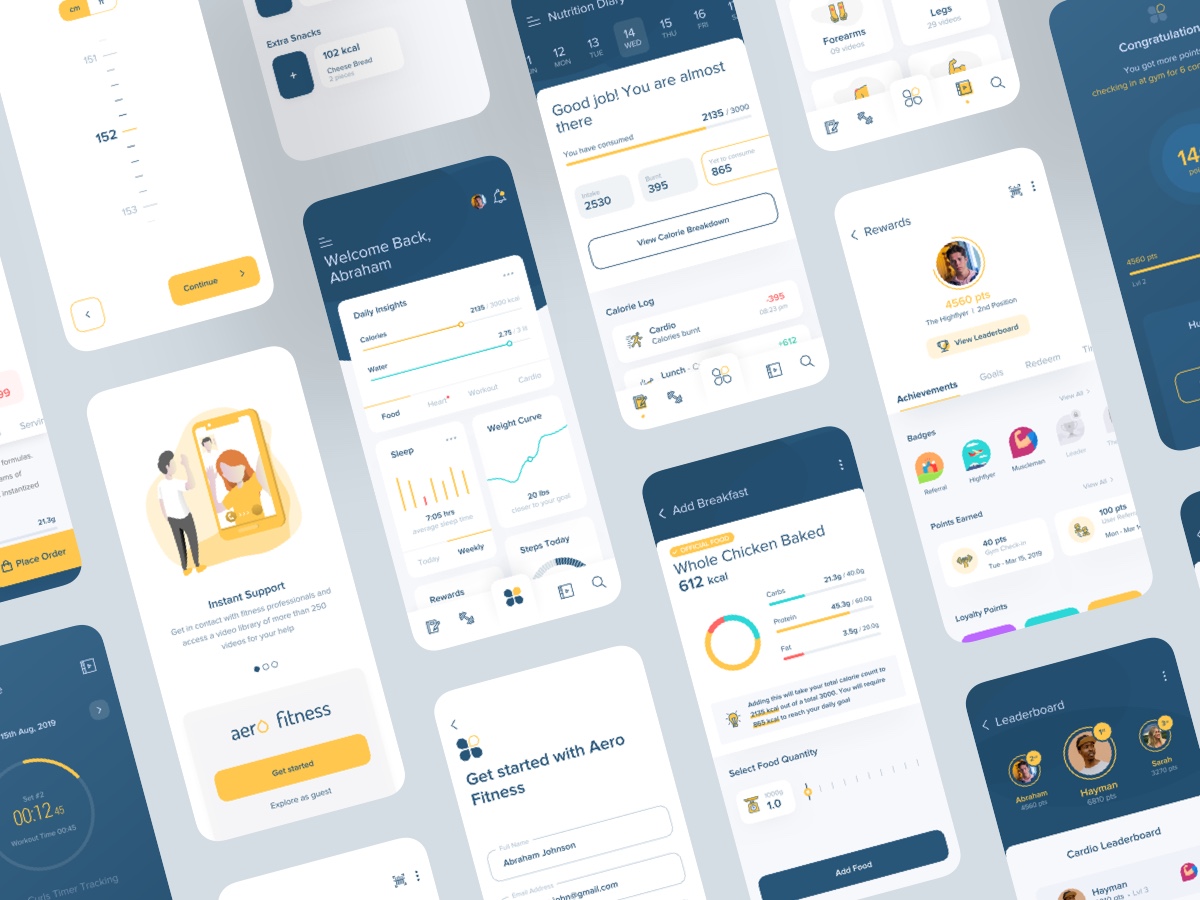 cm
ft
151
152
153
Continue
Extra Snacks
+
102 kcal
Cheese Bread
2 pieces
Nutrition Diary
12
MON
13
TUE
14
WED
15
THU
16
FRI
Good job! You are almost
there
You have consumed
2135 / 3000
Intake
2530
Burnt
395
Yet to consume
865
View Calorie Breakdown
Calorie Log
Cardio
Calories burnt
-395
08:23 pm
Lunch
+612
Forearms
09 videos
Legs
29 videos
You got more
checking in at gym for 6
4560 pts
Lvl 2
Welcome Back,
Abraham
Daily Insights
Calories
2135 / 3000 kcal
Water
2.75
Food
Heart
Workout
Cardio
Sleep
7:05 hrs
average sleep time
Today
Weekly
Weight Curve
20 lbs
closer to your goal
Steps Today
Rewards
Rewards
4560 pts
The Highflyer | 2nd Position
View Leaderboard
Achievements
Goals
Redeem
Badges
View All >
Referral
Highflyer
Muscleman
Leader
Points Earned
View All >
40 pts
Gym Check-in
Tue - Mar 15, 2019
100 pts
Loyalty Points
formulas.
instantized
21.3g
Place Order
Instant Support
Get in contact with fitness professionals and
access a video library of more than 250
videos for your help
aero fitness
Get started
Explore as guest
15th Aug, 2019
Set #2
00:12 45
Workout Time 00:45
Curls Timer Tracking
Get started with Aero
Fitness
Full Name
Abraham Johnson
Email Address
john@gmail.com
Add Breakfast
OFFICIAL FOOD
Whole Chicken Baked
612 kcal
Carbs
21.3g / 40.0g
Protein
45.3g / 60.0g
Fat
3.5g / 20.0g
Adding this will take your total calorie count to
2135 kcal out of a total 3000. You will require
865 kcal to reach your daily goal
Select Food Quantity
1000g
1.0
Add Food
Leaderboard
2nd
Abraham
4560 pts
1st
Hayman
6810 pts
3rd
Sarah
3270 pts
Cardio Leaderboard
Hayman
pts • Lvl 3